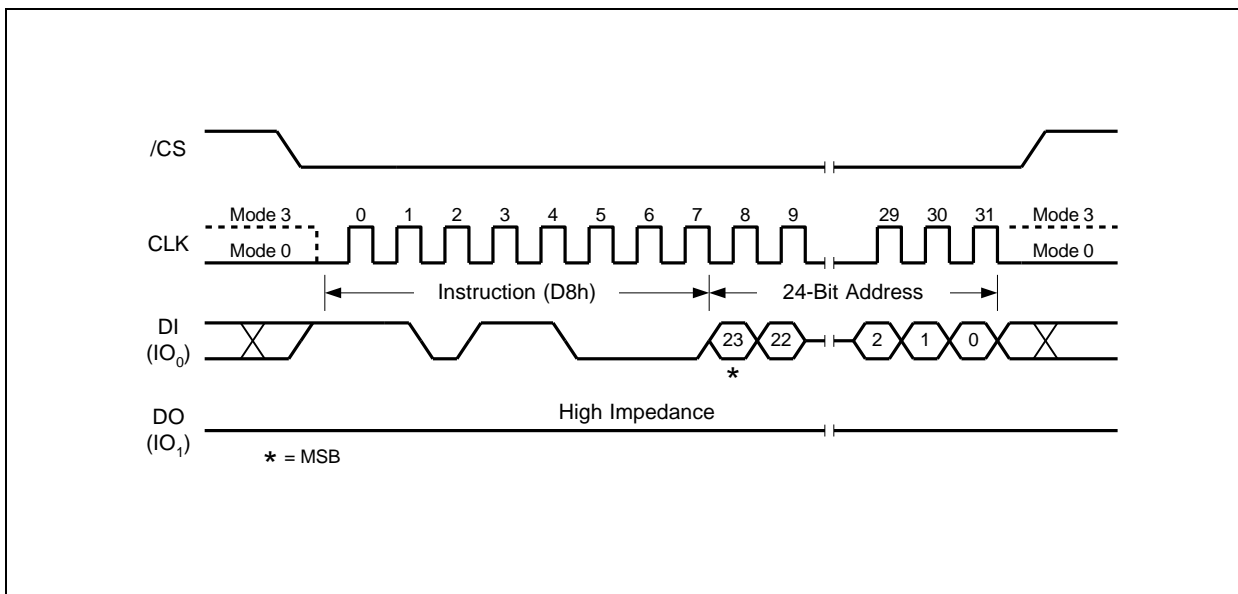 /CS
Mode 3 0 1 2 3 4 5 6 7 8 9 29 30 31 Mode 3
CLK
Mode 0 Mode 0
Instruction (D8h) 24-Bit Address
DI
(IO0)
23 22 2 1 0
*
High Impedance
DO
(IO1)
* = MSB